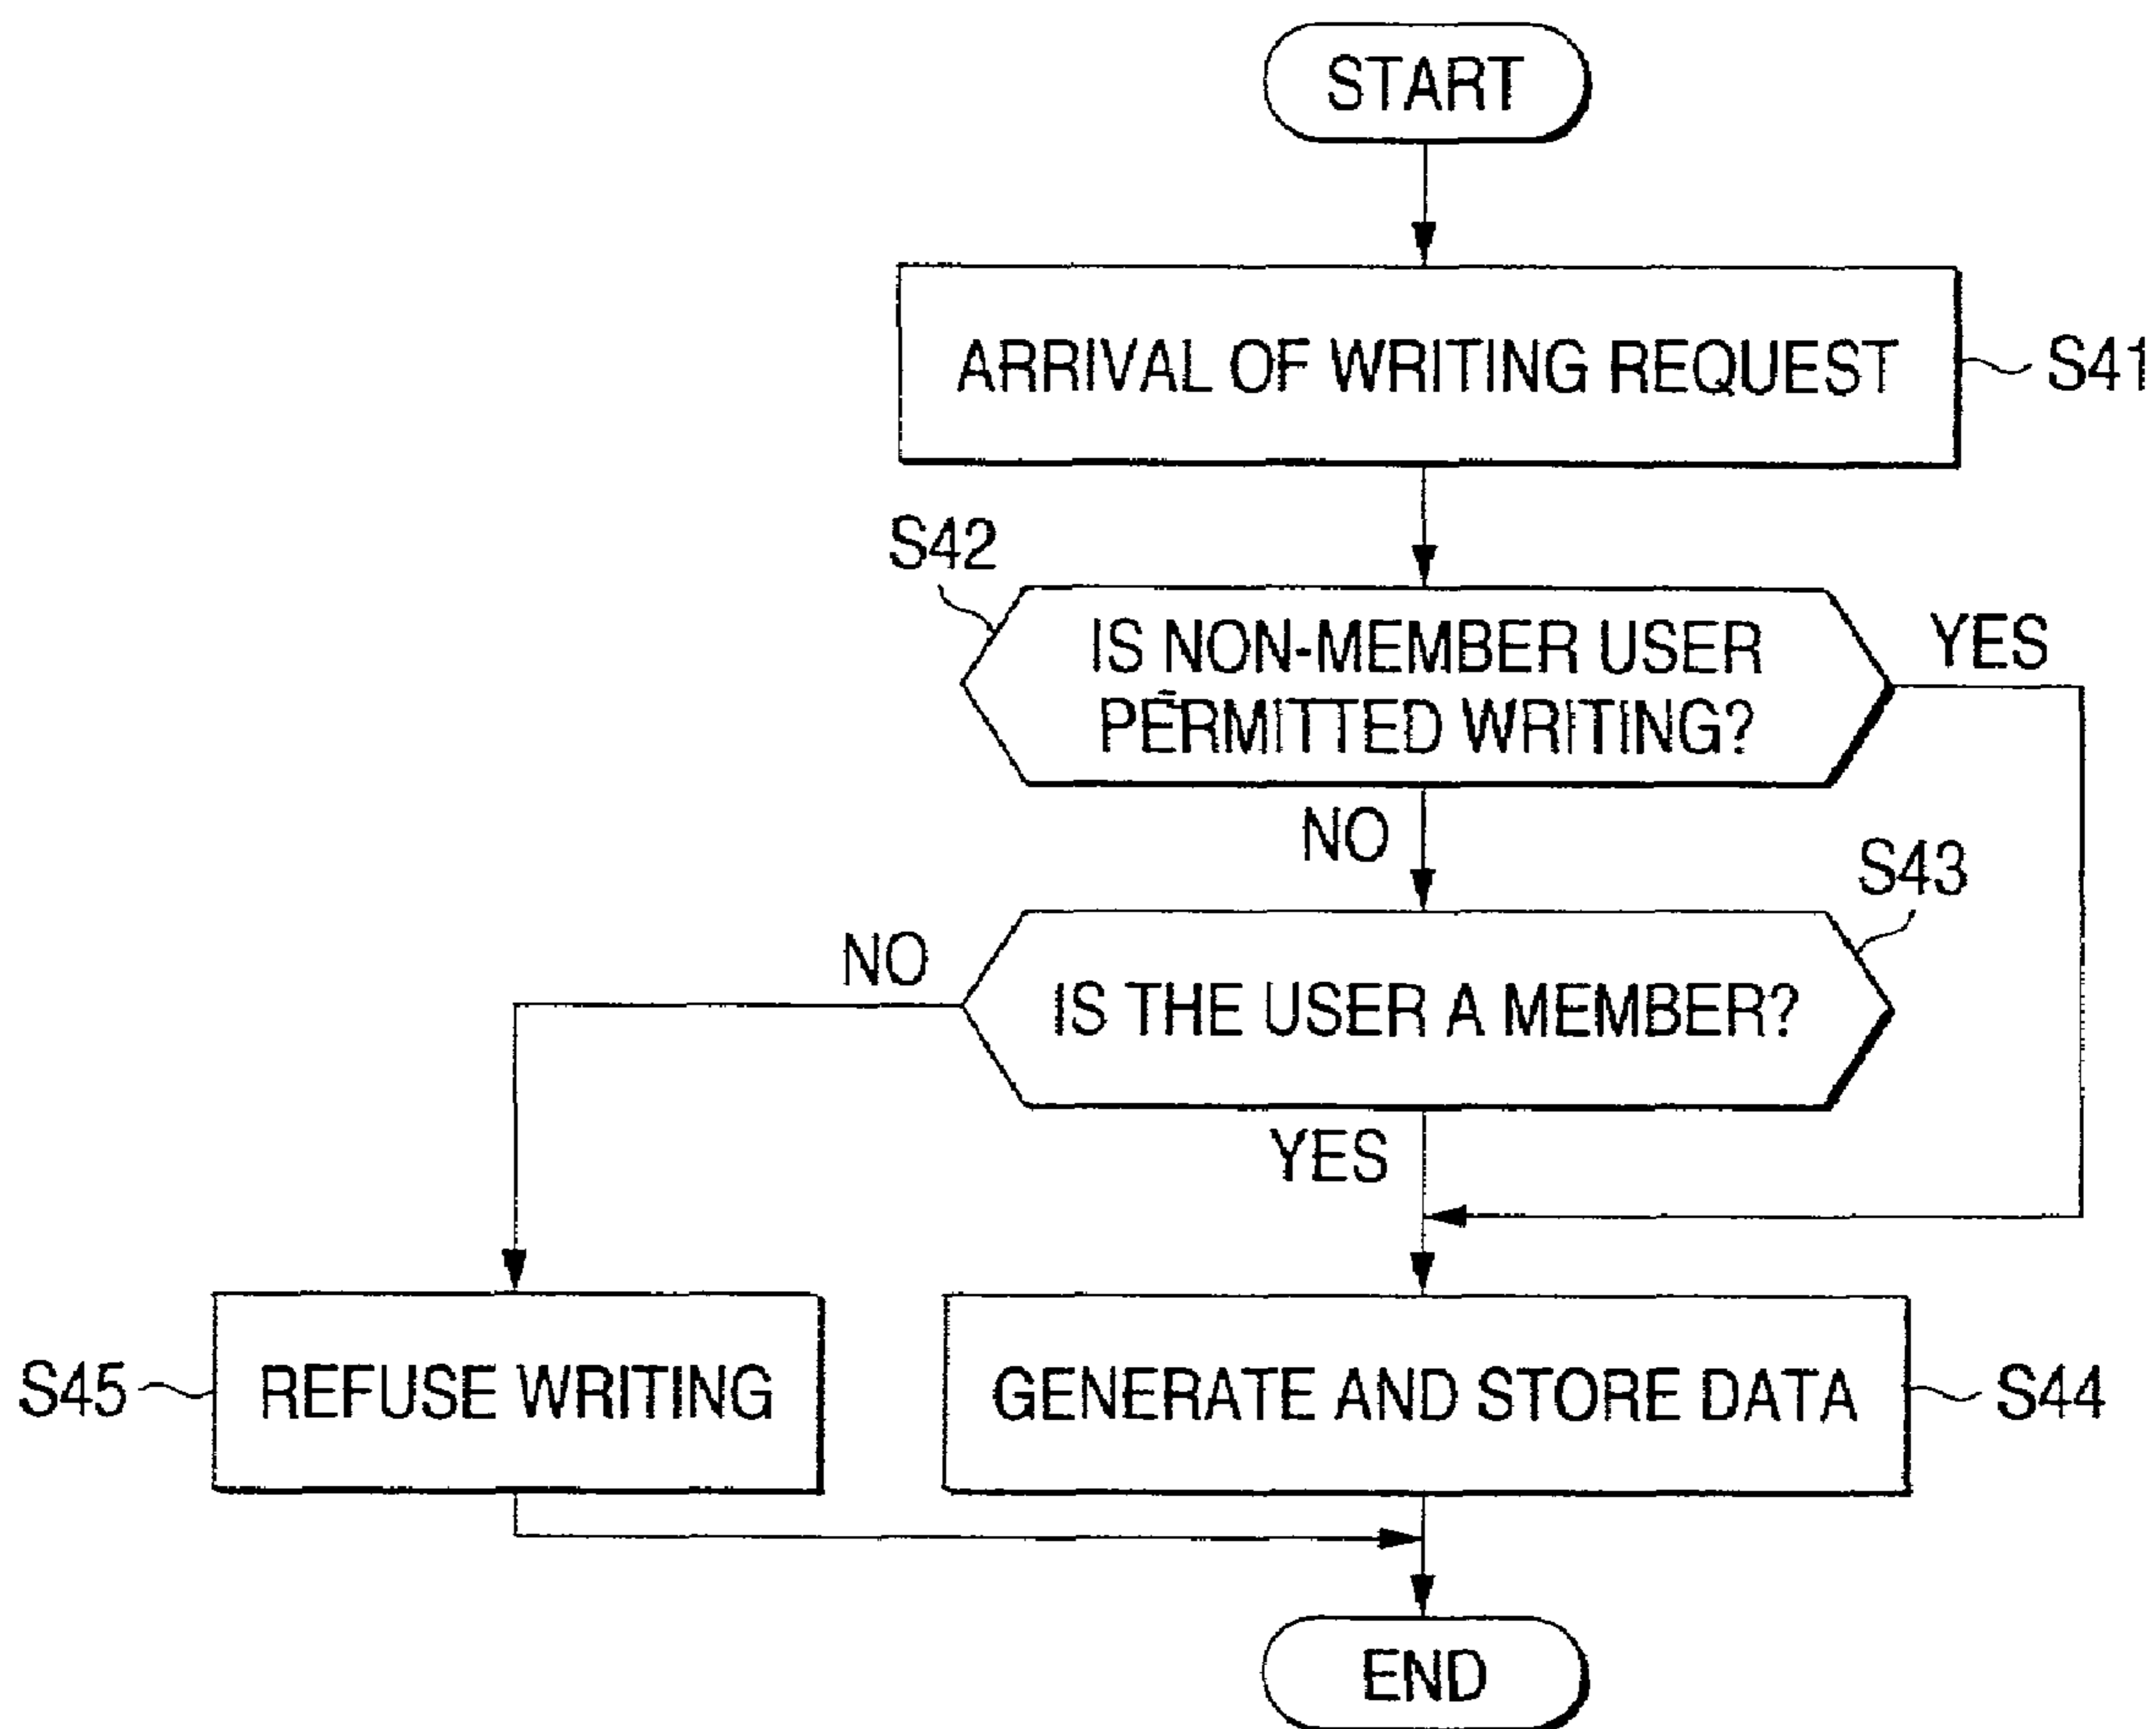 START
ARRIVAL OF WRITING REQUEST
S41
S42
IS NON-MEMBER USER
PERMITTED WRITING?
YES
NO
S43
NO
IS THE USER A MEMBER?
YES
S45
REFUSE WRITING
GENERATE AND STORE DATA
S44
END